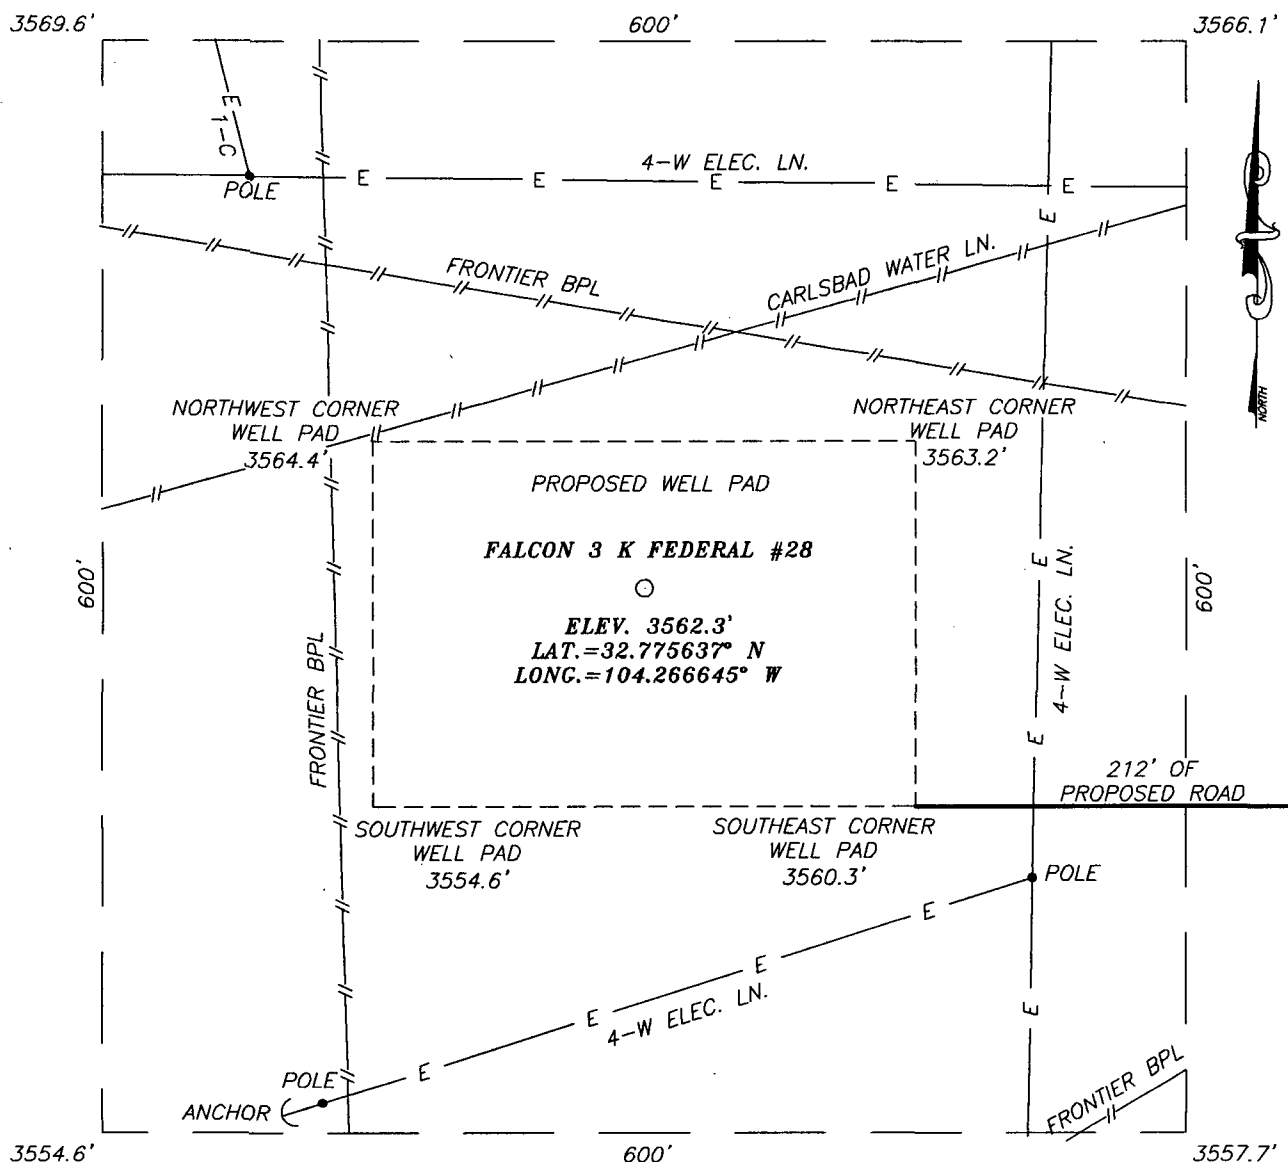 3569.6'
600'
3566.1'
E
1-C
POLE
E
E
4-W ELEC. LN.
E
E
E
E
FRONTIER BPL
CARLSBAD WATER LN.
NORTH
NORTHWEST CORNER
WELL PAD
3564.4'
NORTHEAST CORNER
WELL PAD
3563.2'
PROPOSED WELL PAD
FALCON 3 K FEDERAL #28
ELEV. 3562.3'
LAT.=32.775637° N
LONG.=104.266645° W
600'
600'
FRONTIER BPL
E
4-W ELEC. LN.
E
212' OF
PROPOSED ROAD
SOUTHWEST CORNER
WELL PAD
3554.6'
SOUTHEAST CORNER
WELL PAD
3560.3'
POLE
E
E
E
4-W ELEC. LN.
E
E
POLE
ANCHOR
FRONTIER BPL
3554.6'
600'
3557.7'